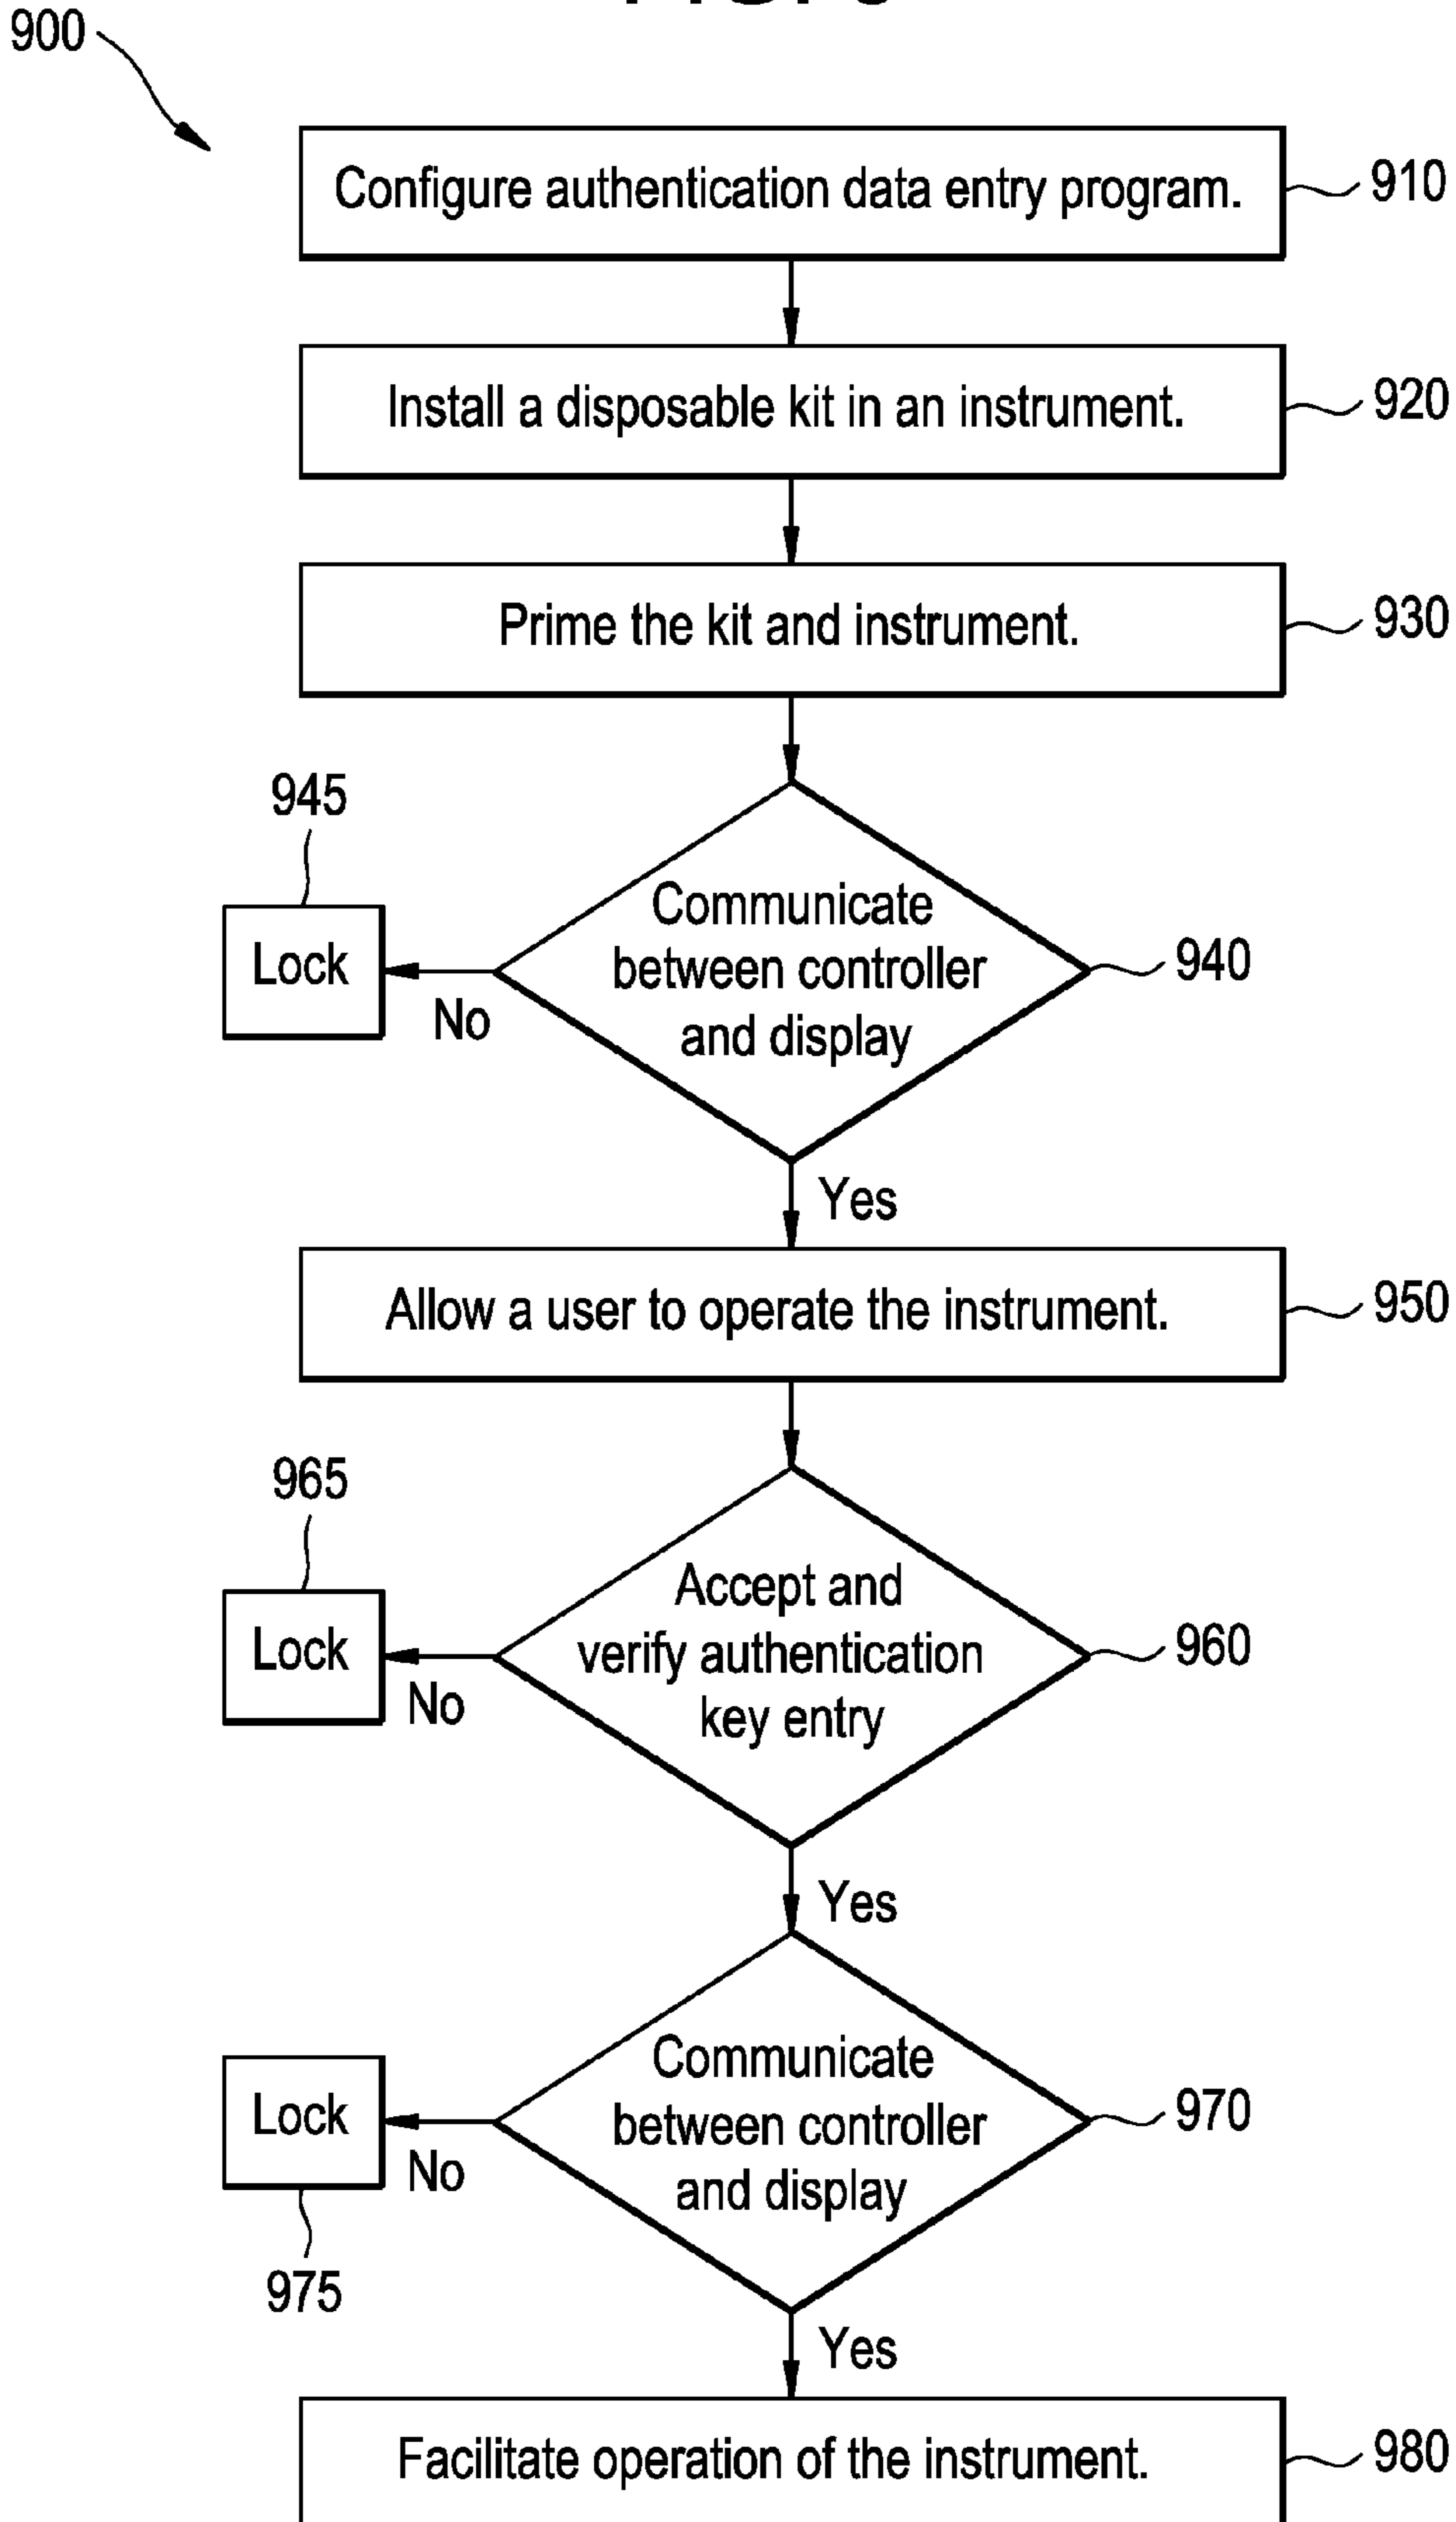 900
Configure authentication data entry program.
910
Install a disposable kit in an instrument.
920
Prime the kit and instrument.
930
945
Lock
No
Communicate
between controller
and display
940
Yes
Allow a user to operate the instrument.
950
965
Lock
No
Accept and
verify authentication
key entry
960
Yes
Lock
No
975
Communicate
between controller
and display
970
Yes
Facilitate operation of the instrument.
980